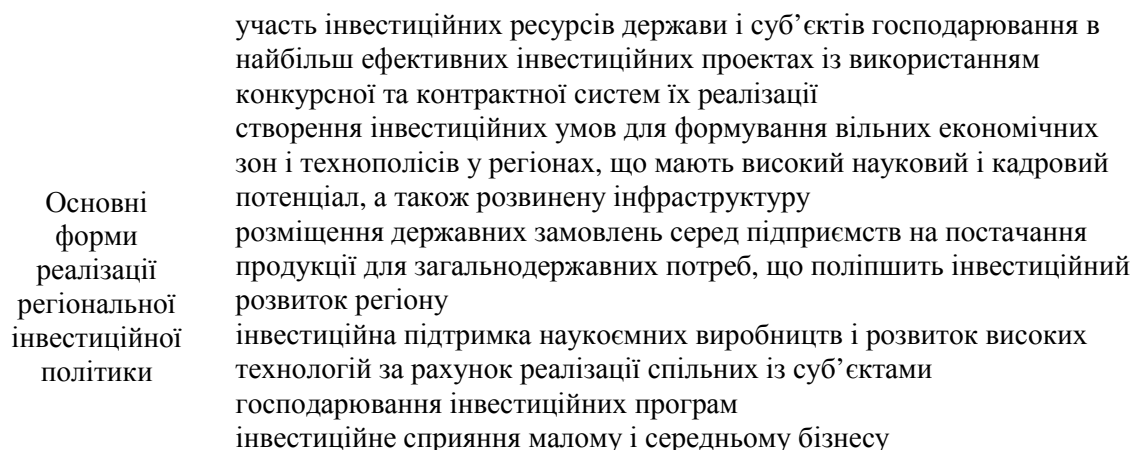 Основні
форми
реалізації
регіональної
інвестиційної
політики
участь інвестиційних ресурсів держави і суб’єктів господарювання в
найбільш ефективних інвестиційних проектах із використанням
конкурсної та контрактної систем їх реалізації
створення інвестиційних умов для формування вільних економічних
зон і технополісів у регіонах, що мають високий науковий і кадровий
потенціал, а також розвинену інфраструктуру
розміщення державних замовлень серед підприємств на постачання
продукції для загальнодержавних потреб, що поліпшить інвестиційний
розвиток регіону
інвестиційна підтримка наукоємних виробництв і розвиток високих
технологій за рахунок реалізації спільних із суб’єктами
господарювання інвестиційних програм
інвестиційне сприяння малому і середньому бізнесу